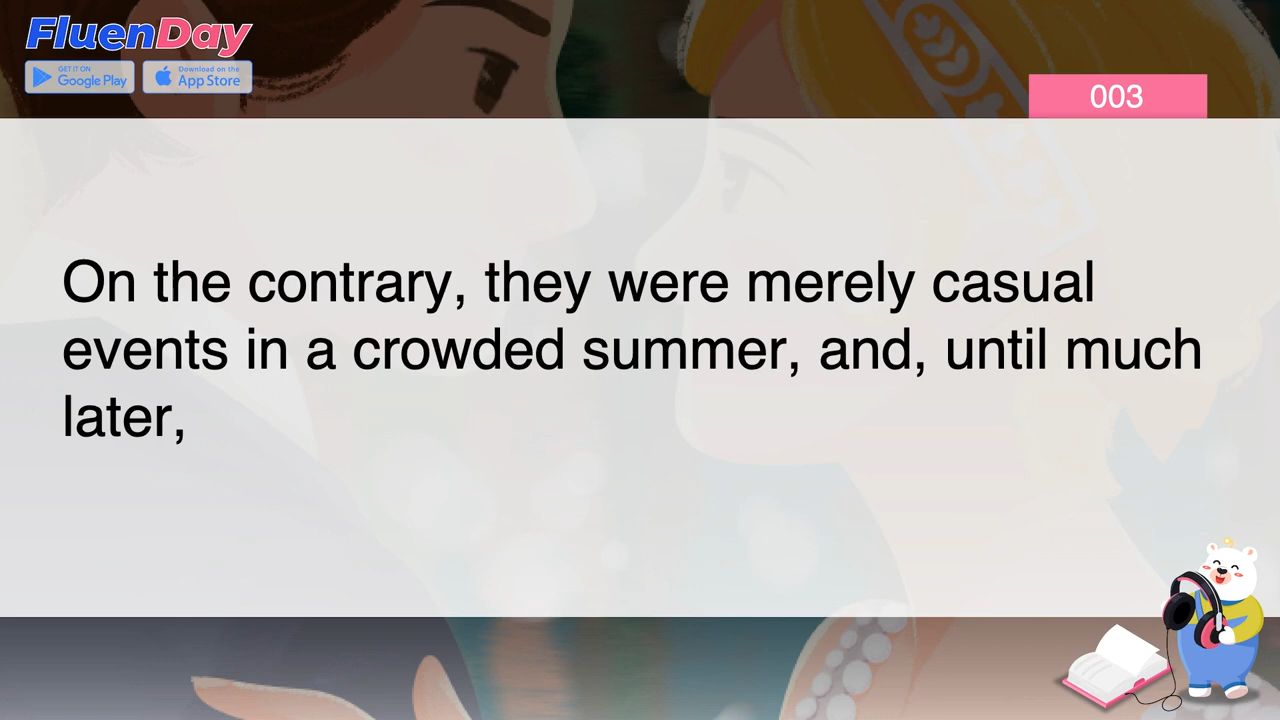 FluenDay
GET IT ON
Google Play
Download on the
App Store
003
On the contrary, they were merely casual
events in a crowded summer, and, until much
later,